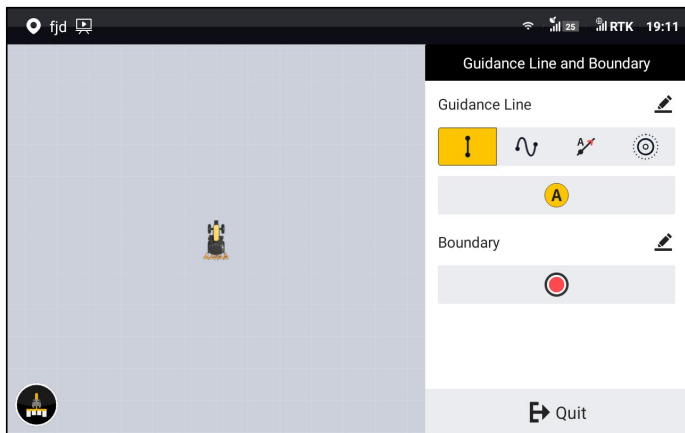 fjd
25
RTK 19:11
Guidance Line and Boundary
Guidance Line
A
A
Boundary
Quit